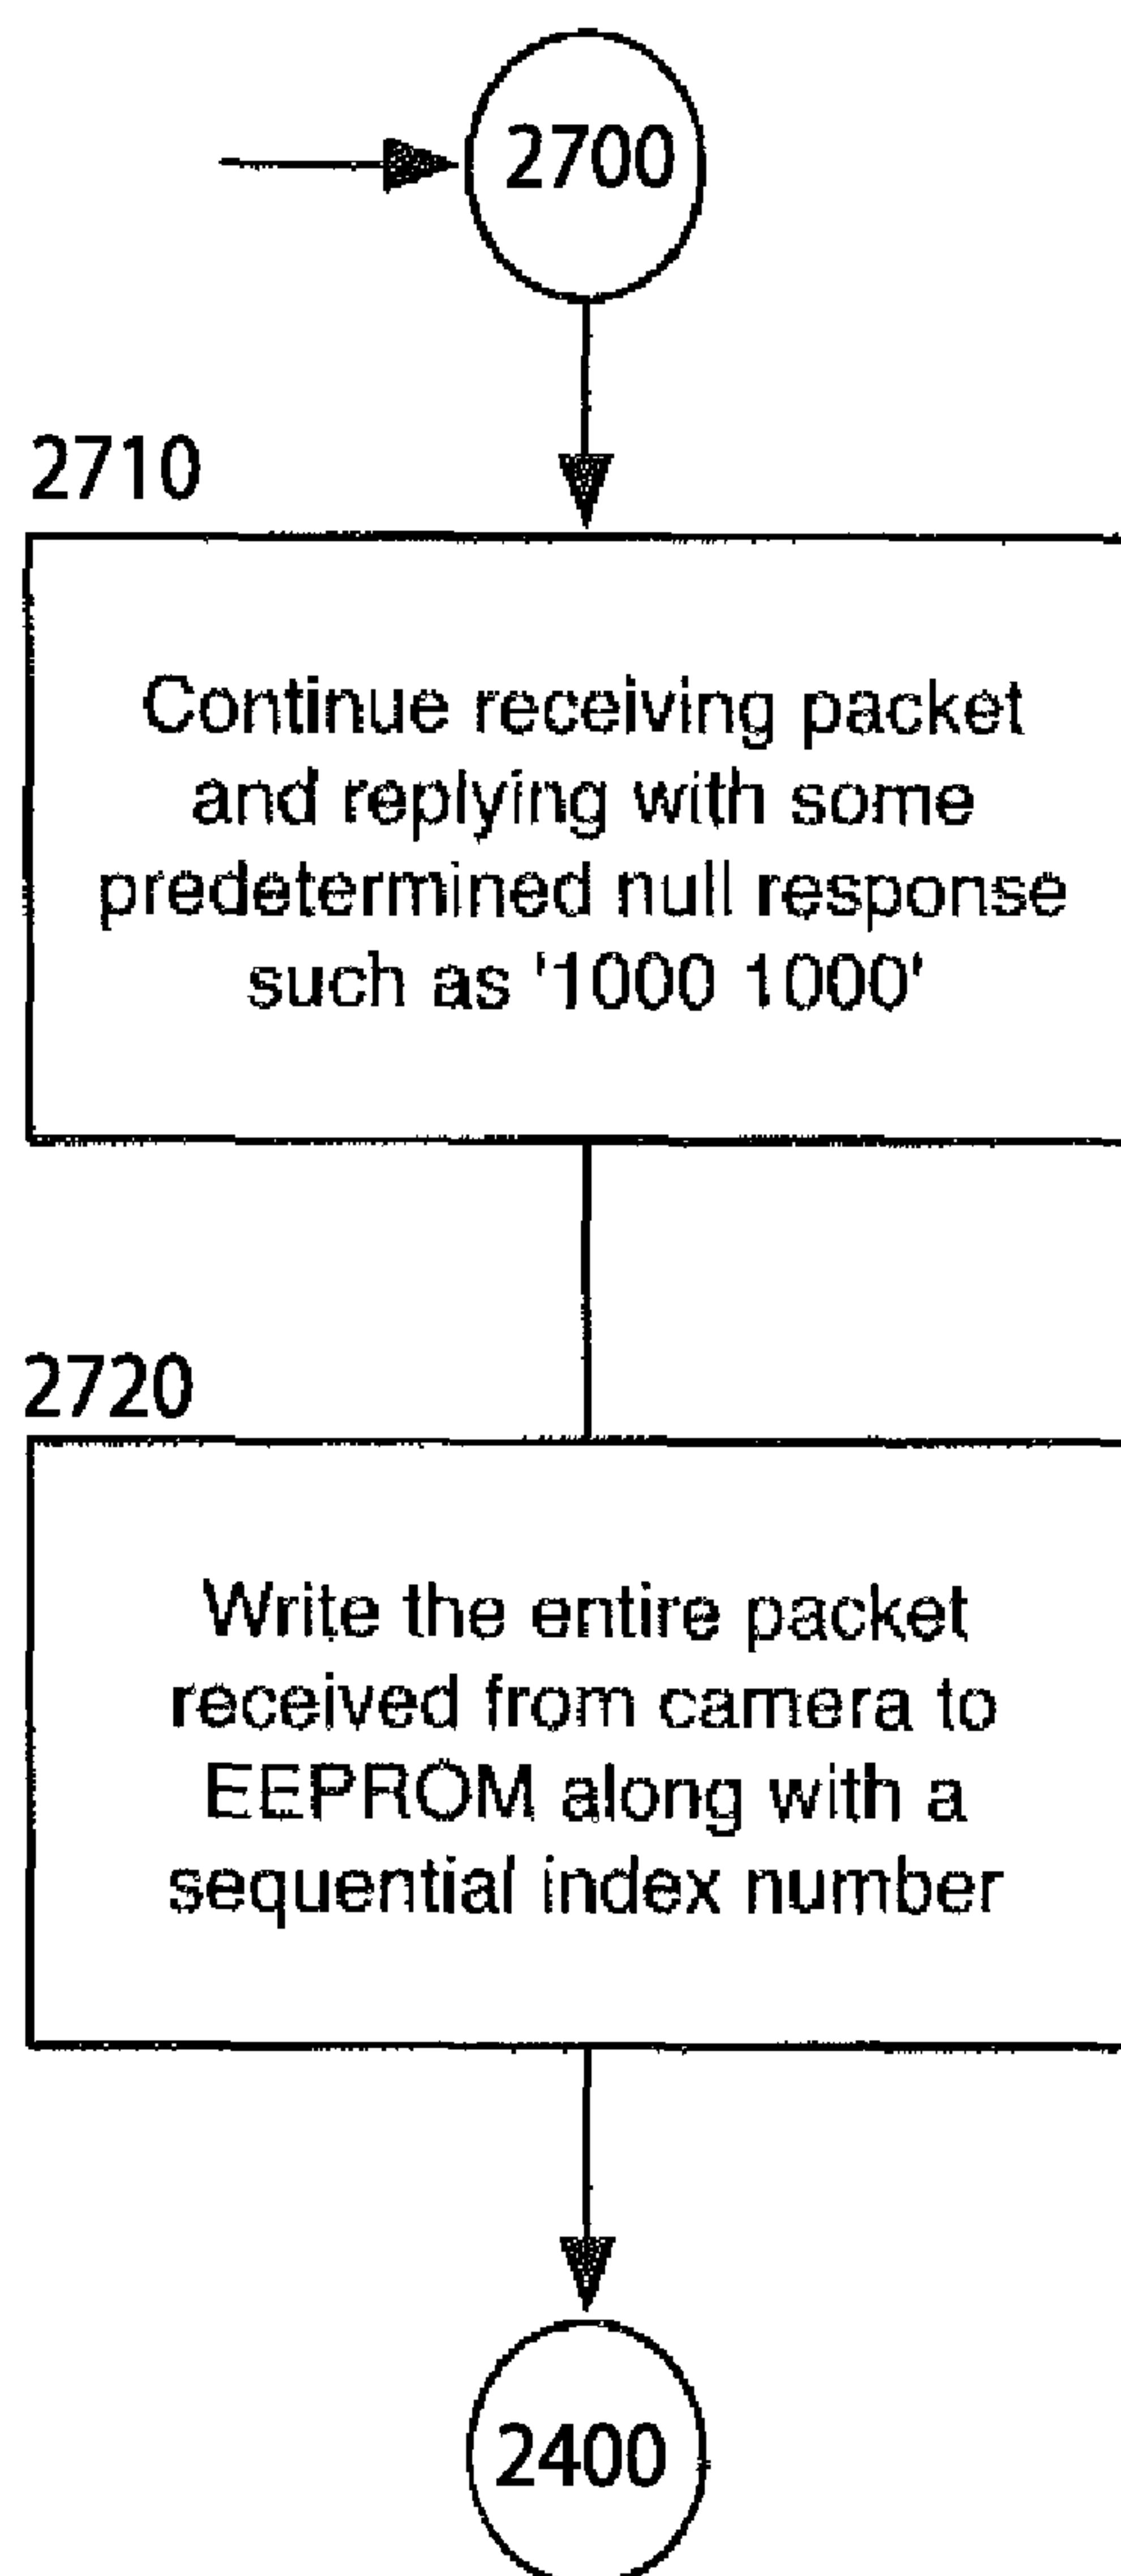 2700
2710
Continue receiving packet
and replying with some
predetermined null response
such as '1000 1000'
2720
Write the entire packet
received from camera to
EEPROM along with a
sequential index number
2400